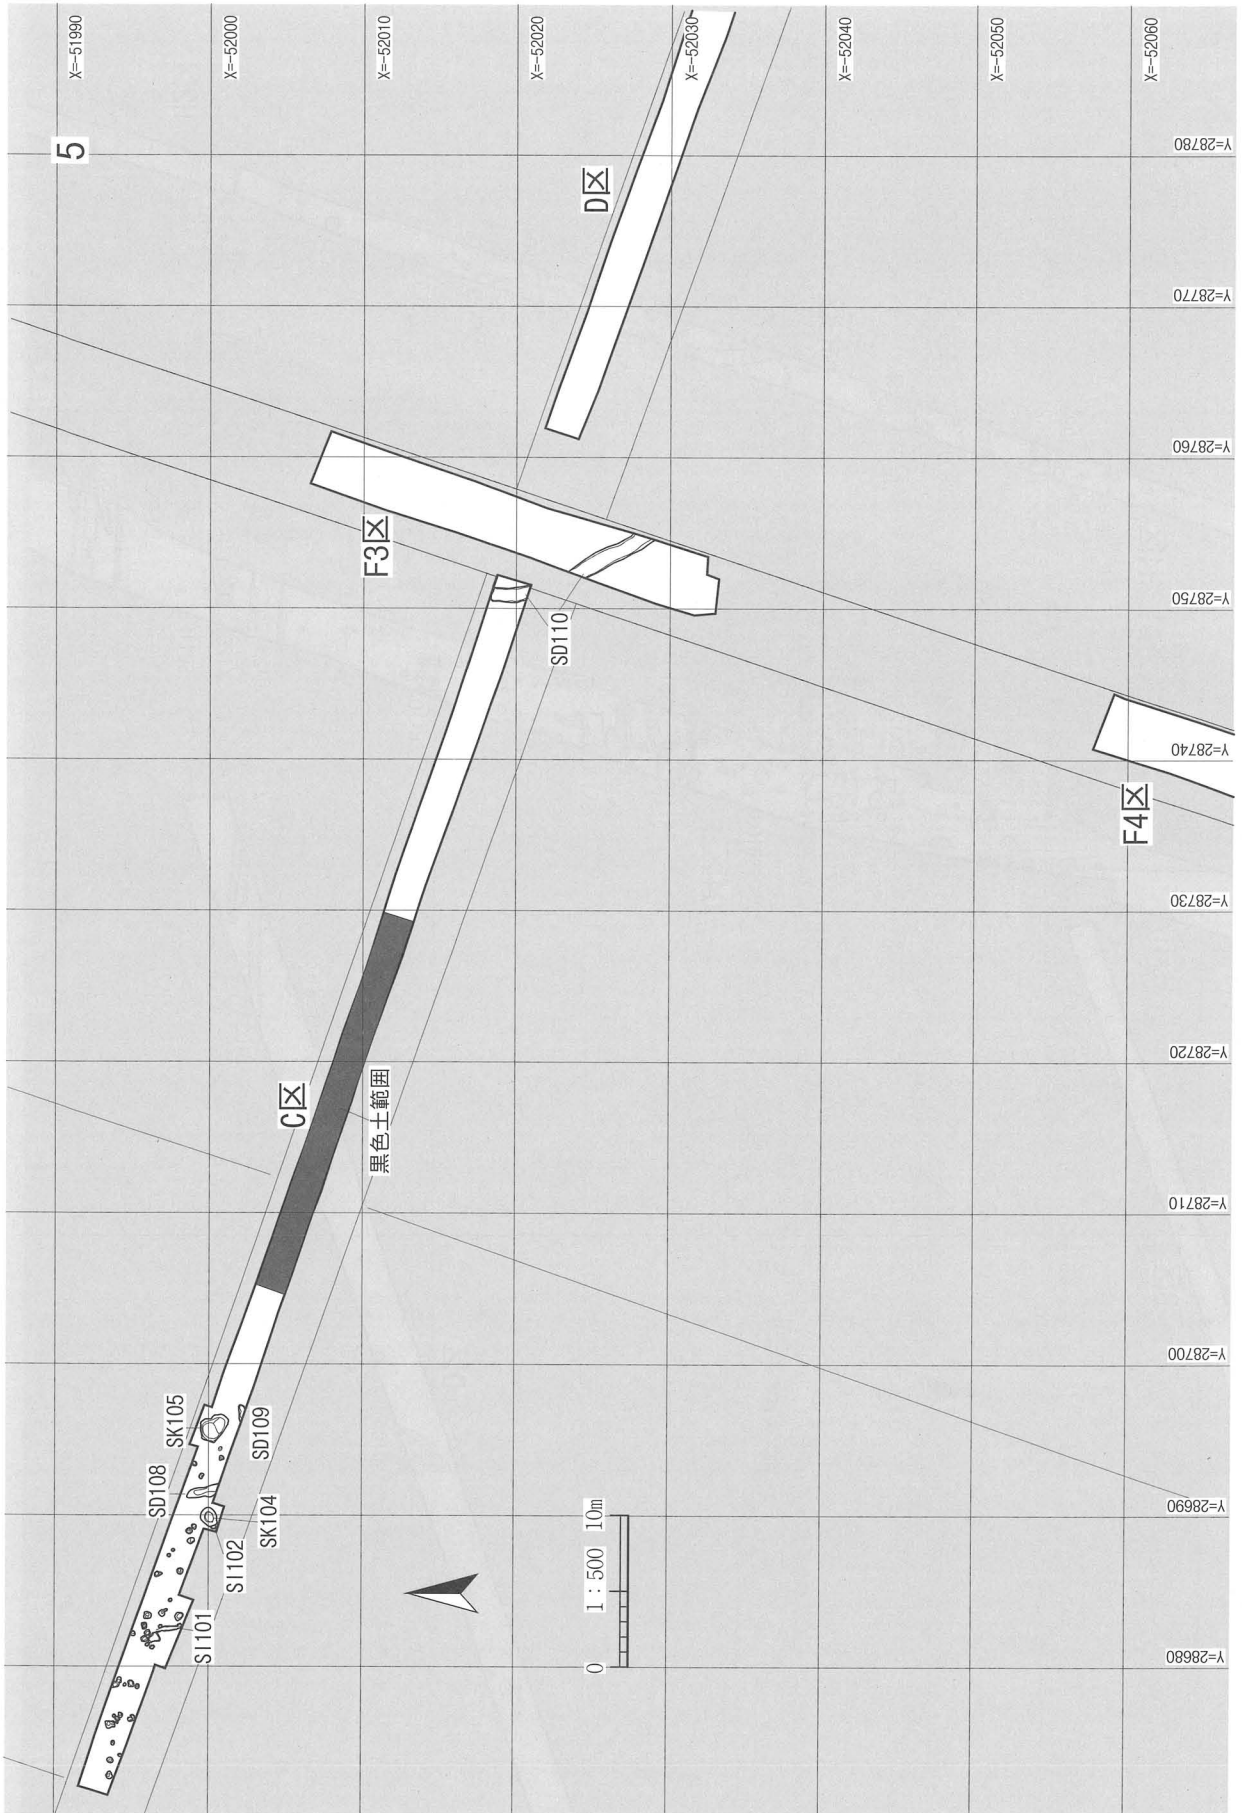 5
X=-51990
X=-52000
X=-52010
X=-52020
X=-52030
X=-52040
X=-52050
X=-52060
Y=28780
Y=28770
Y=28760
Y=28750
Y=28740
Y=28730
Y=28720
Y=28710
Y=28700
Y=28690
Y=28680
D区
F3区
SD110
F4区
C区
黒色土範囲
SK105
SD109
SD108
SK104
SI102
SI101
0 1：500 10m